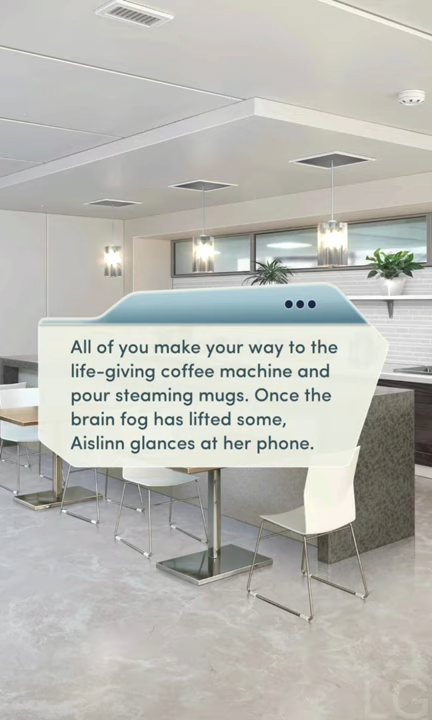 All of you make your way to the
life-giving coffee machine and
pour steaming mugs. Once the
brain fog has lifted some,
Aislinn glances at her phone.
LG